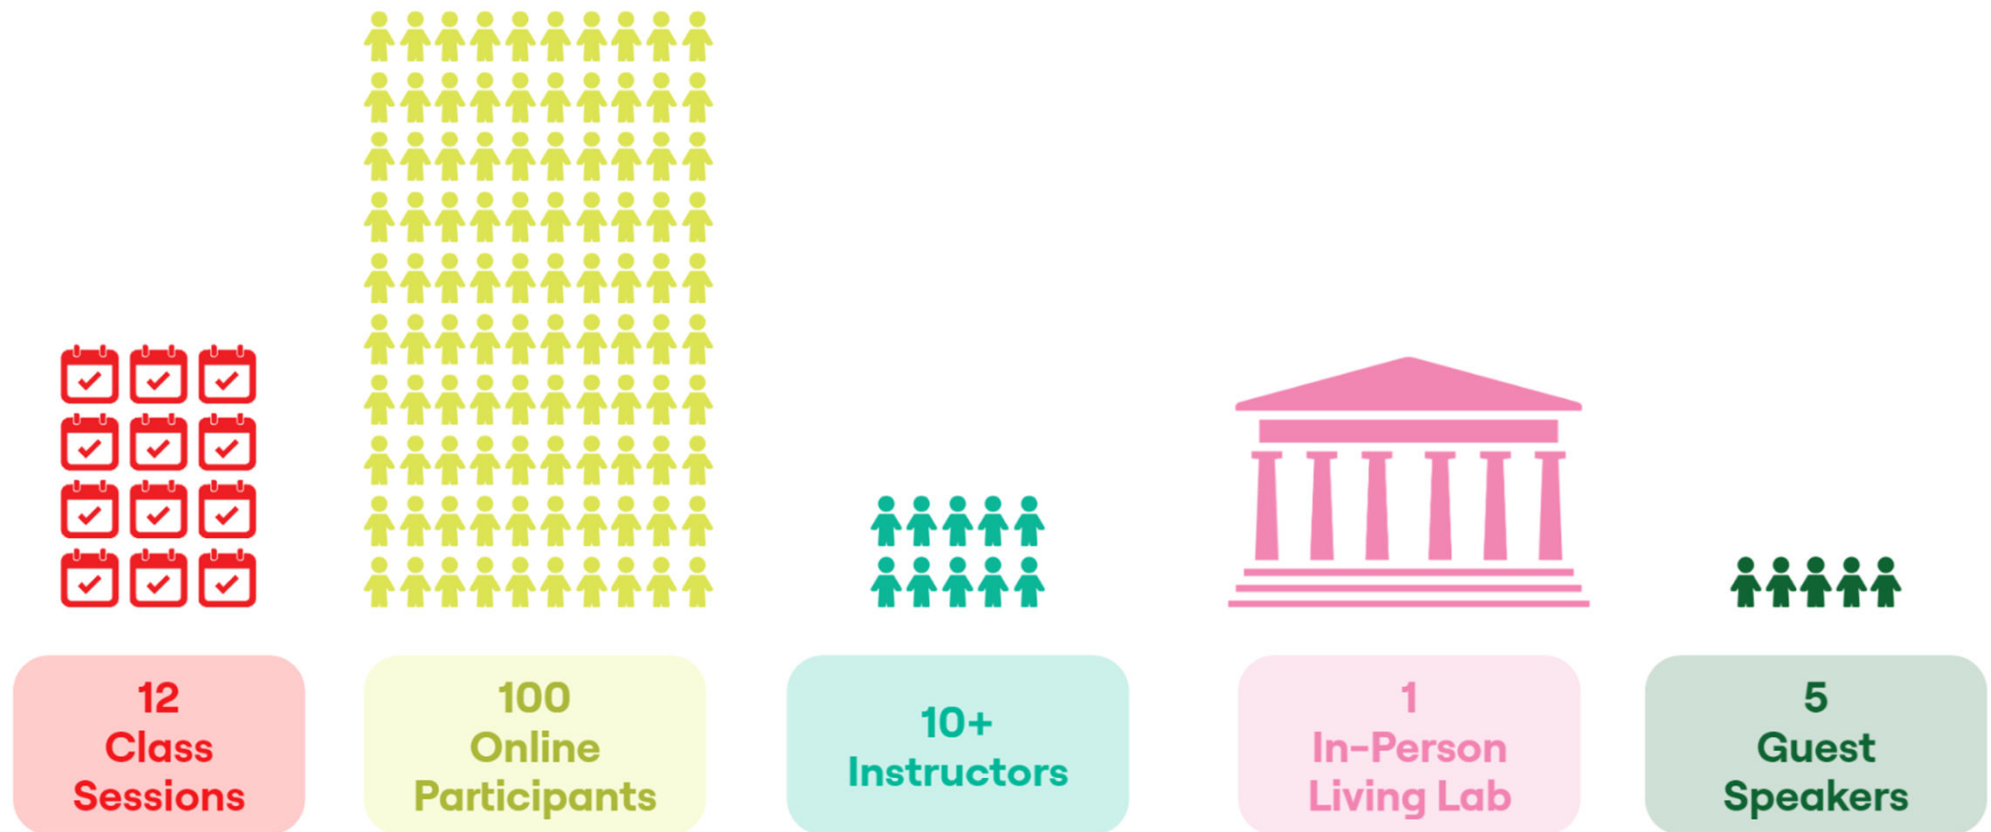 12
Class
Sessions
100
Online
Participants
10+
Instructors
1
In-Person
Living Lab
5
Guest
Speakers